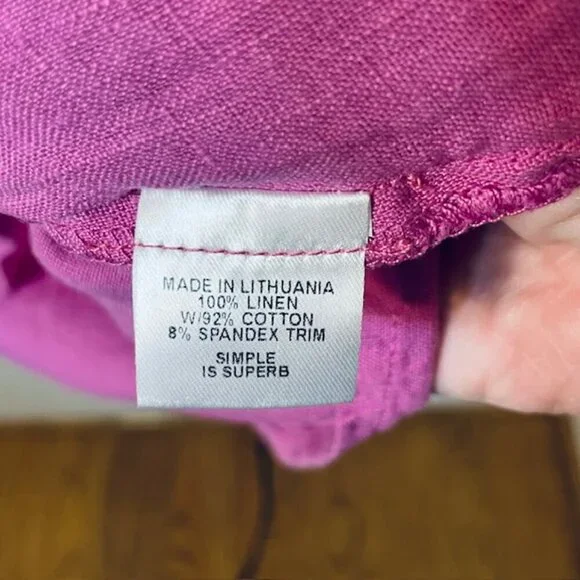 MADE IN LITHUANIA
100% LINEN
W/92% COTTON
8% SPANDEX TRIM
SIMPLE
IS SUPERB